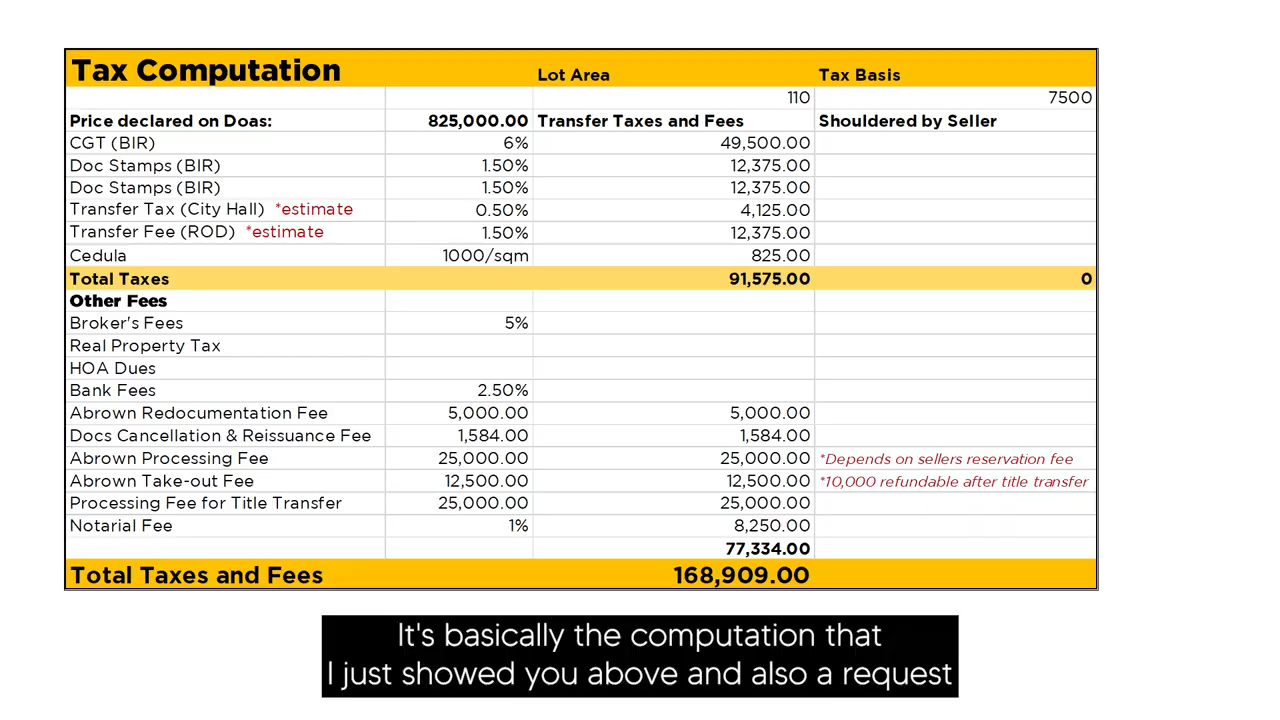 Tax Computation Lot Area Tax Basis
110 7500
Price declared on Doas: 825,000.00 Transfer Taxes and Fees Shouldered by Seller
CGT (BIR) 6% 49,500.00
Doc Stamps (BIR) 1.50% 12,375.00
Doc Stamps (BIR) 1.50% 12,375.00
Transfer Tax (City Hall) *estimate 0.50% 4,125.00
Transfer Fee (ROD) *estimate 1.50% 12,375.00
Cedula 1000/sqm 825.00
Total Taxes 91,575.00 0
Other Fees
Broker's Fees 5%
Real Property Tax
HOA Dues
Bank Fees 2.50%
Abrown Redocumentation Fee 5,000.00 5,000.00
Docs Cancellation & Reissuance Fee 1,584.00 1,584.00
Abrown Processing Fee 25,000.00 25,000.00 *Depends on sellers reservation fee
Abrown Take-out Fee 12,500.00 12,500.00 *10,000 refundable after title transfer
Processing Fee for Title Transfer 25,000.00 25,000.00
Notarial Fee 1% 8,250.00
77,334.00
Total Taxes and Fees 168,909.00
It's basically the computation that
I just showed you above and also a request